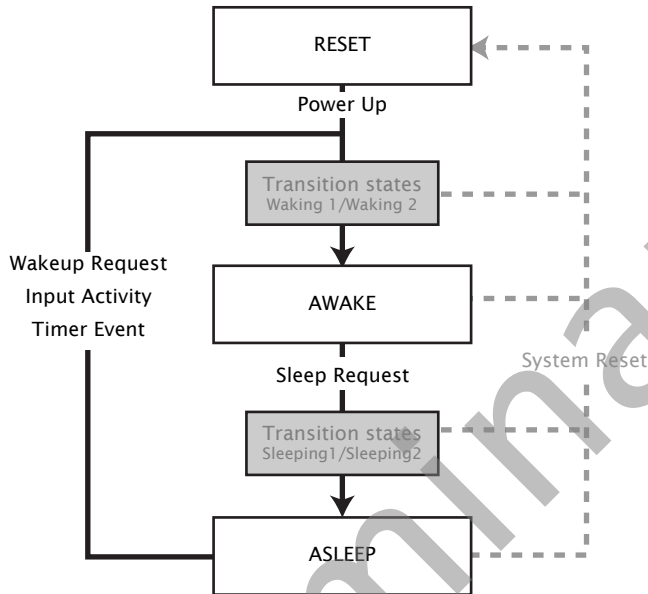 RESET
Power Up
Transition states
Waking 1/Waking 2
Wakeup Request
Input Activity
Timer Event
AWAKE
System Reset
Sleep Request
Transition states
Sleeping1/Sleeping2
ASLEEP
mina